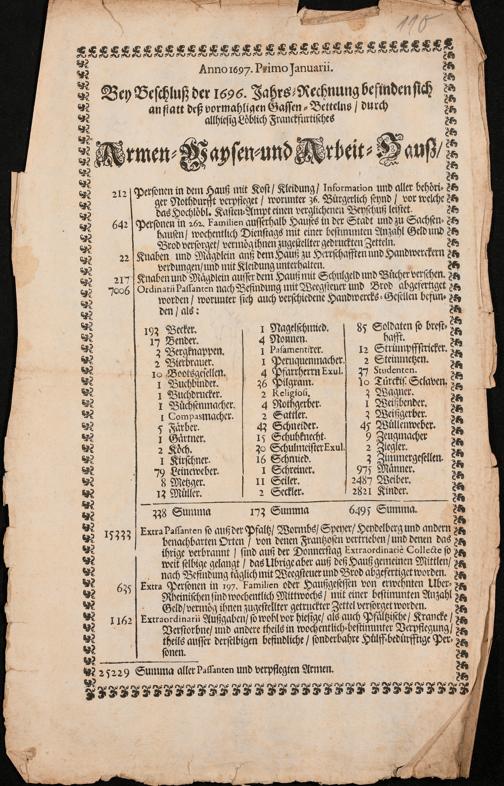 110
Anno 1697. Primo Januarii.
Bey Beschluß der 1696. Jahrs-Rechnung befinden sich
an statt deß vormahligen Gassen-Bettelns / durch
allhiesig Löblich Franckfurtisches
Armen-Waysen-und Arbeit-Hauß/
212 Personen in dem Hauß mit Kost / Kleidung / Information und aller behöri-
ger Nothdurfft verpfleget / worunter 36. Bürgerlich seynd / vor welche
das Hochlöbl. Kasten-Ampt einen verglichenen Beyschuß leistet.
642 Personen in 262. Familien ausserhalb Hauses in der Stadt und zu Sachsen-
hausen / wochentlich Dienstags mit einer bestimmten Anzahl Geld und
Brod versorget / vermög ihnen zugestellter gedruckten Zetteln.
22 Knaben und Mägdlein auß dem Hauß zu Herrschafften und Handwerckern
verdungen / und mit Kleidung unterhalten.
217 Knaben und Mägdlein ausser dem Hauß mit Schulgeld und Bücher versehen.
7006 Ordinarii Passanten nach Befindung mit Wegsteuer und Brod abgefertiget
worden / worunter sich auch verschiedene Handwercks-Gesellen befun-
den / als:
193 Becker.
17 Bender.
3 Bergknappen.
2 Bierbrauer.
10 Bootsgesellen.
1 Buchbinder.
1 Buchdrucker.
1 Büchsenmacher.
1 Compasmacher.
5 Färber.
1 Gärtner.
2 Köch.
1 Kirschner.
79 Leineweber.
8 Metzger.
13 Müller.
338 Summa
1 Nagelschmied.
4 Nonnen.
1 Pasamentirer.
1 Perruquenmacher.
4 Pfarrherrn Exul.
36 Pilgram.
2 Religiosi.
4 Rothgerber.
2 Sattler.
43 Schneider.
15 Schuhknecht.
30 Schulmeister Exul.
16 Schmied.
1 Schreiner.
11 Seiler.
2 Seckler.
173 Summa
85 Soldaten so brest-
hafft.
12 Strümpffstricker.
2 Steinmetzen.
37 Studenten.
10 Türckis. Sclaven.
3 Wagner.
1 Weißbender.
3 Weißgerber.
45 Wüllenweber.
9 Zeugmacher
2 Ziegler.
3 Zimmergesellen.
975 Männer.
2487 Weiber.
2821 Kinder.
6495 Summa.
15333 Extra Passanten so auß der Pfaltz / Wormbs / Speyer / Heydelberg und andern
benachbarten Orten / von denen Frantzosen vertrieben / und denen das
ihrige verbrannt / sind auß der Donnerstag Extraordinarie Collecte so
weit selbige gelangt / das Ubrige aber auß deß Hauß gemeinen Mittlen /
nach Befindung täglich mit Wegsteuer und Brod abgefertiget worden.
635 Extra Personen in 197. Familien oder Haußgesessen von erwehnten Uber-
Rheinischen sind wochentlich Mittwochs / mit einer bestimmten Anzahl
Geld / vermög ihnen zugestellter getruckter Zettel versorget worden.
1162 Extraordinarii Außgaben / so wohl vor hiesige / als auch Pfältzische / Krancke /
Verstorbne / und andere theils in wochentlich-bestimmter Verpflegung /
theils ausser derselbigen befindliche / sonderbahre Hülff-bedürfftige Per-
sonen.
25229 Summa aller Passanten und verpflegten Armen.